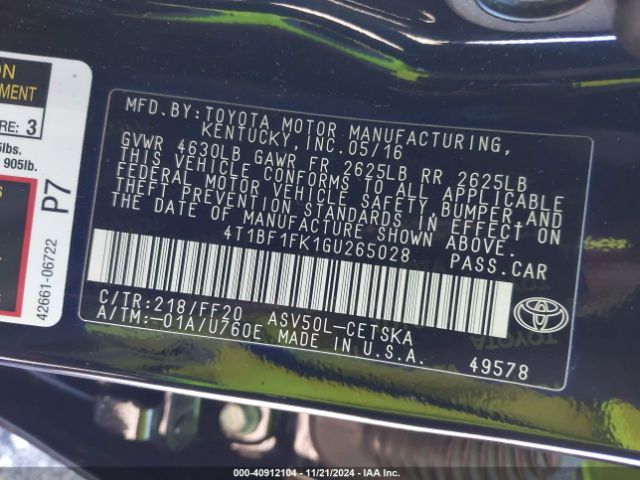 ON
EMENT
RE: 3
5lbs.
905lb.
P7
42661-06722
MFD.BY:TOYOTA MOTOR MANUFACTURING,
KENTUCKY, INC.05/16
GVWR 4630LB GAWR FR 2625LB RR 2625LB
THIS VEHICLE CONFORMS TO ALL APPLICABLE
FEDERAL MOTOR VEHICLE SAFETY, BUMPER, AND
THEFT PREVENTION STANDARDS IN EFFECT ON
THE DATE OF MANUFACTURE SHOWN ABOVE.
4T1BF1FK1GU265028 PASS.CAR
C/TR:218/FF20 ASV50L-CETSKA
A/TM:-01A/U760E MADE IN U.S.A.
49578
000-40912104 - 11/21/2024 - IAA Inc.